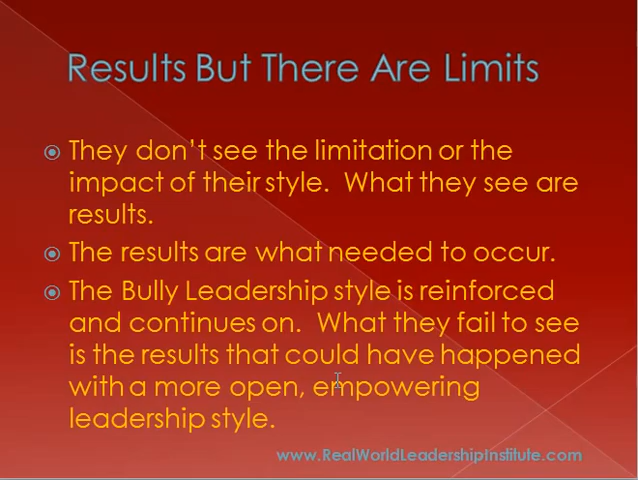 Results But There Are Limits
They don't see the limitation or the
impact of their style.  What they see are
results.
The results are what needed to occur.
The Bully Leadership style is reinforced
and continues on.  What they fail to see
is the results that could have happened
with a more open, empowering
leadership style.
www.RealWorldLeadershipInstitute.com